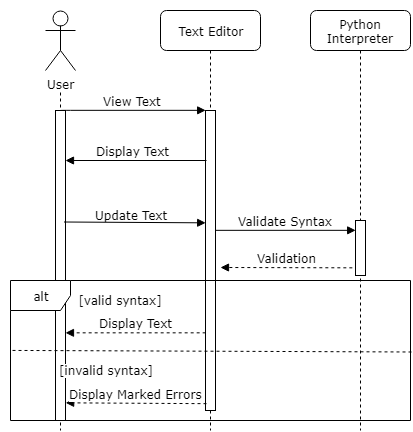 Text Editor
Python
Interpreter
User
View Text
Display Text
Update Text
Validate Syntax
Validation
alt
[valid syntax]
Display Text
[invalid syntax]
Display Marked Errors